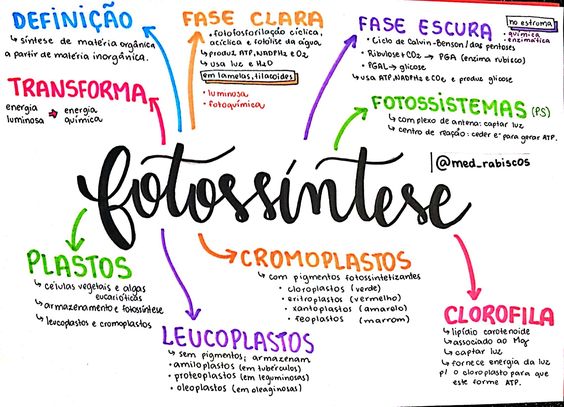 DEFINIÇÃO
↳ síntese de matéria orgânica
a partir de matéria inorgânica.
TRANSFORMA
energia luminosa → energia química
FASE CLARA
• fotofosforilação cíclica,
acíclica e fotólise da água
↳ produz ATP, NADPH₂ e O₂
↳ usa luz e H₂O
em lamelas, tilacoides
• luminosa
• fotoquímica
FASE ESCURA
no estroma
• química
• enzimática
• Ciclo de Calvin-Benson/das pentoses
• Ribulose + CO₂ → PGA (enzima rubisco)
• PGAL → glicose
↳ usa ATP, NADPH₂ e CO₂ e produz glicose
FOTOSSISTEMAS (PS)
↳ complexo de antena: captar luz
↳ centro de reação: ceder e⁻ para gerar ATP.
@med_rabiscos
fotossíntese
PLASTOS
↳ células vegetais e algas
eucarióticas
↳ armazenamento e fotossíntese
↳ leucoplastos e cromoplastos
LEUCOPLASTOS
↳ sem pigmentos; armazenam
• amiloplastos (em tubérculos)
• proteoplastos (em leguminosas)
• oleoplastos (em oleaginosas)
CROMOPLASTOS
↳ com pigmentos fotossintetizantes
• cloroplastos (verde)
• eritroplastos (vermelho)
• xantoplastos (amarelo)
• feoplastos (marrom)
CLOROFILA
↳ lipídio carotenoide
↳ associado ao Mg
↳ captar luz
↳ fornece energia da luz
p/ o cloroplasto para que
este forme ATP.